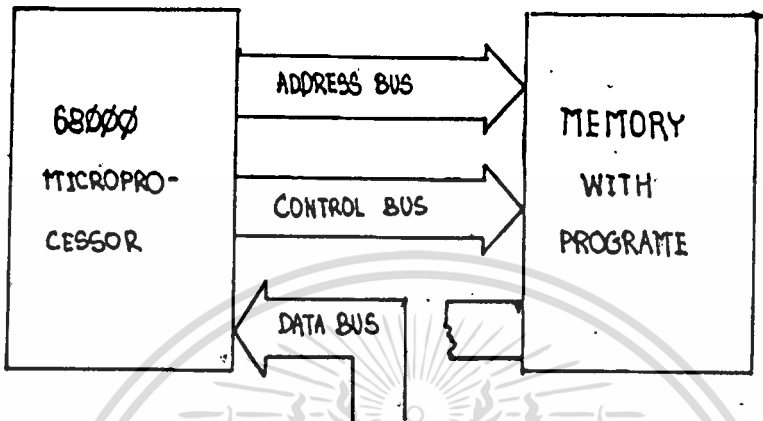 68ØØØ
MICROPRO-
CESSOR
ADDRESS BUS
CONTROL BUS
DATA BUS
MEMORY
WITH
PROGRAME